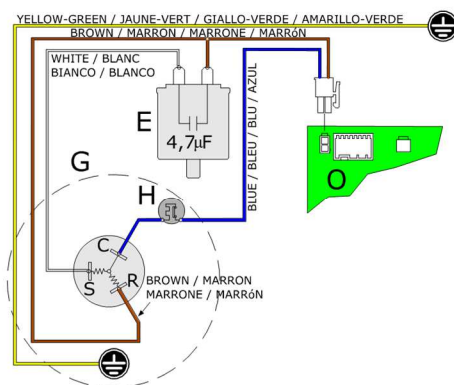 YELLOW-GREEN / JAUNE-VERT / GIALLO-VERDE / AMARILLO-VERDE
BROWN / MARRON / MARRONE / MARRóN
WHITE / BLANC
BIANCO / BLANCO
E
4,7µF
BLUE / BLEU / BLU / AZUL
O
G
H
C
S
R
BROWN / MARRON
MARRONE / MARRóN